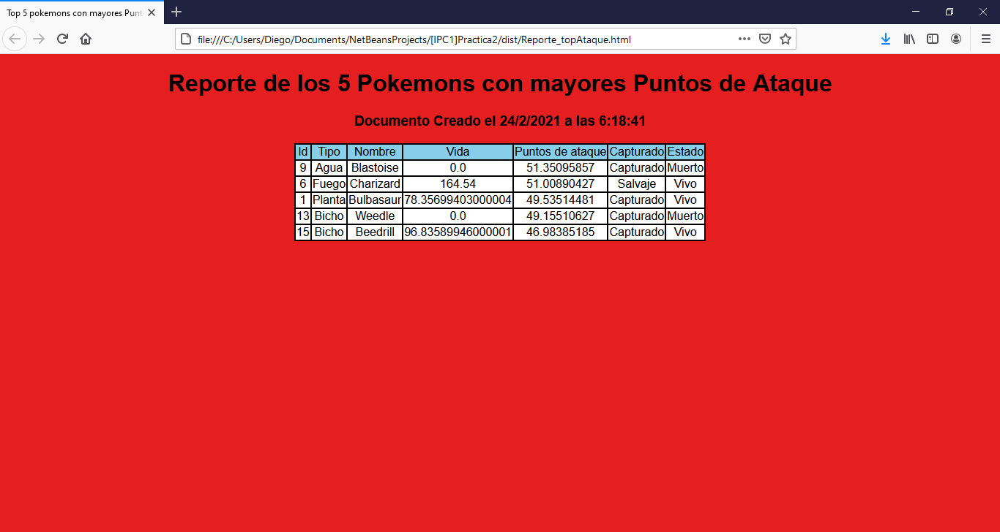 Top 5 pokemons con mayores Punt
file:///C:/Users/Diego/Documents/NetBeansProjects/[IPC1]Practica2/dist/Reporte_topAtaque.html
Reporte de los 5 Pokemons con mayores Puntos de Ataque
Documento Creado el 24/2/2021 a las 6:18:41
Id Tipo Nombre Vida Puntos de ataque Capturado Estado
9 Agua Blastoise 0.0 51.35095857 Capturado Muerto
6 Fuego Charizard 164.54 51.00890427 Salvaje Vivo
1 Planta Bulbasaur 78.35699403000004 49.53514481 Capturado Vivo
13 Bicho Weedle 0.0 49.15510627 Capturado Muerto
15 Bicho Beedrill 96.83589946000001 46.98385185 Capturado Vivo